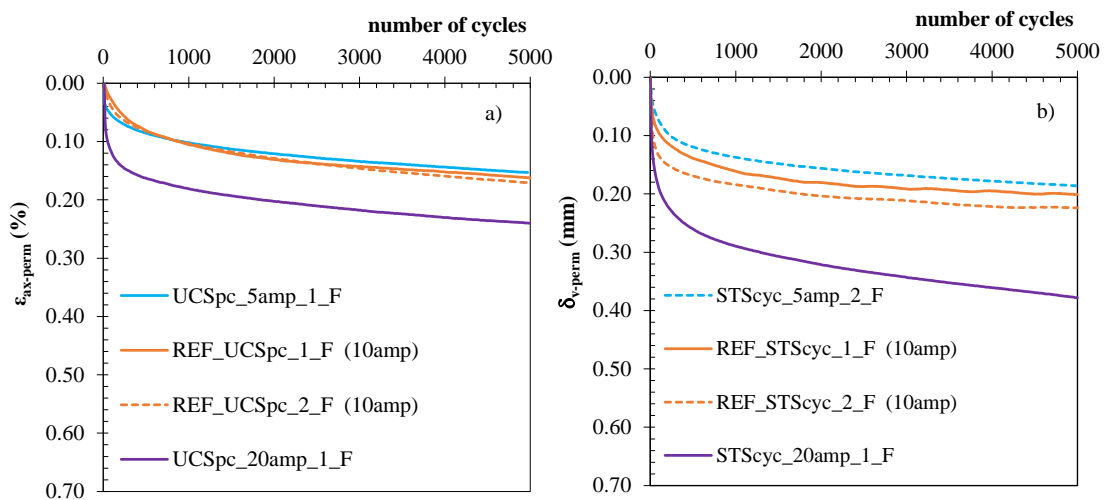 number of cycles
0 1000 2000 3000 4000 5000
0.00
0.10
0.20
0.30
0.40
0.50
0.60
0.70
εax-perm (%)
a)
UCSpc_5amp_1_F
REF_UCSpc_1_F (10amp)
REF_UCSpc_2_F (10amp)
UCSpc_20amp_1_F
number of cycles
0 1000 2000 3000 4000 5000
0.00
0.10
0.20
0.30
0.40
0.50
0.60
0.70
δv-perm (mm)
b)
STScyc_5amp_2_F
REF_STScyc_1_F (10amp)
REF_STScyc_2_F (10amp)
STScyc_20amp_1_F